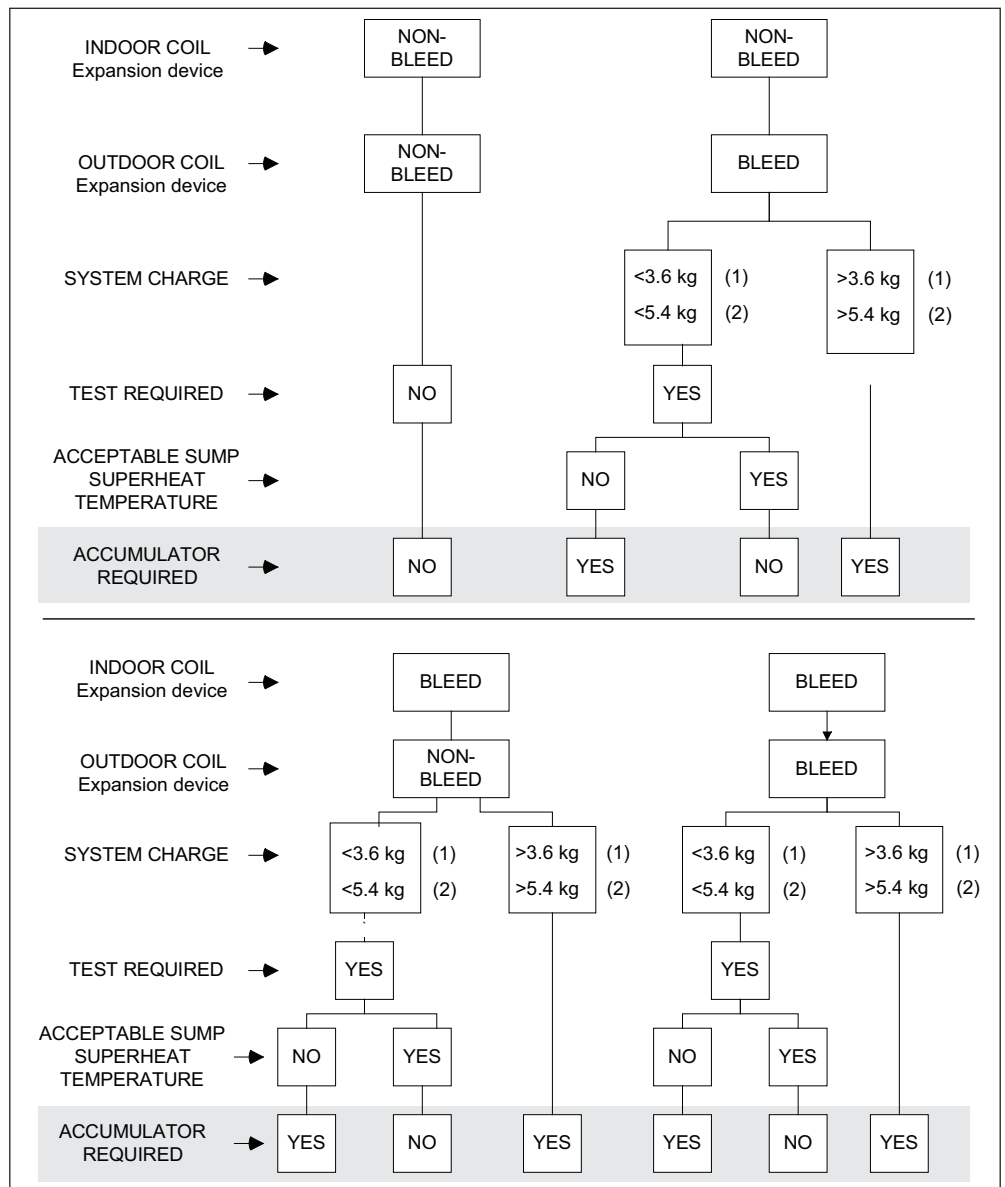 INDOOR COIL
Expansion device
NON-
BLEED
NON-
BLEED
OUTDOOR COIL
Expansion device
NON-
BLEED
BLEED
SYSTEM CHARGE
<3.6 kg (1)
<5.4 kg (2)
>3.6 kg (1)
>5.4 kg (2)
TEST REQUIRED
NO
YES
ACCEPTABLE SUMP
SUPERHEAT
TEMPERATURE
NO
YES
ACCUMULATOR
REQUIRED
NO
YES
NO
YES
INDOOR COIL
Expansion device
BLEED
BLEED
OUTDOOR COIL
Expansion device
NON-
BLEED
BLEED
SYSTEM CHARGE
<3.6 kg (1)
<5.4 kg (2)
>3.6 kg (1)
>5.4 kg (2)
<3.6 kg (1)
<5.4 kg (2)
>3.6 kg (1)
>5.4 kg (2)
TEST REQUIRED
YES
YES
ACCEPTABLE SUMP
SUPERHEAT
TEMPERATURE
NO
YES
NO
YES
ACCUMULATOR
REQUIRED
YES
NO
YES
YES
NO
YES